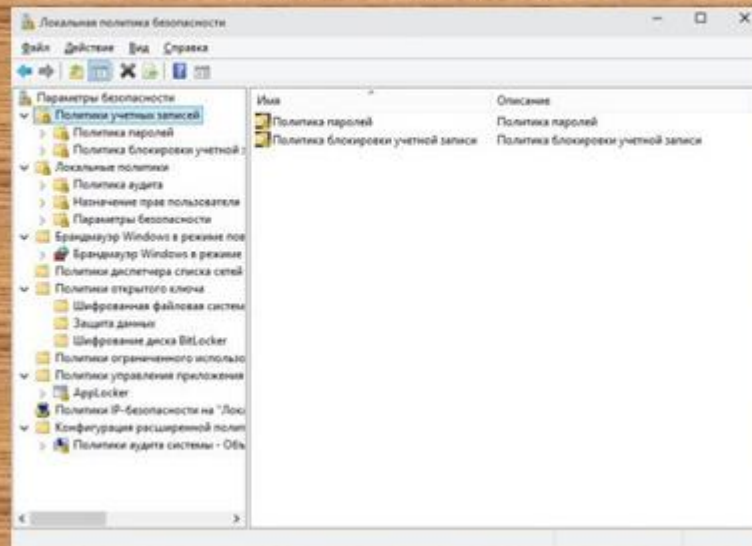 Локальная политика безопасности
Файл Действие Вид Справка
Параметры безопасности
Политики учетных записей
Политика паролей
Политика блокировки учетной з
Локальные политики
Политика аудита
Назначение прав пользователя
Параметры безопасности
Брандмауэр Windows в режиме пов
Брандмауэр Windows в режиме
Политики диспетчера списка сетей
Политики открытого ключа
Шифрованная файловая систем
Защита данных
Шифрование диска BitLocker
Политики ограниченного использо
Политики управления приложения
AppLocker
Политики IP-безопасности на "Лока
Конфигурация расширенной полит
Политики аудита системы - Объ
Имя Описание
Политика паролей Политика паролей
Политика блокировки учетной записи Политика блокировки учетной записи